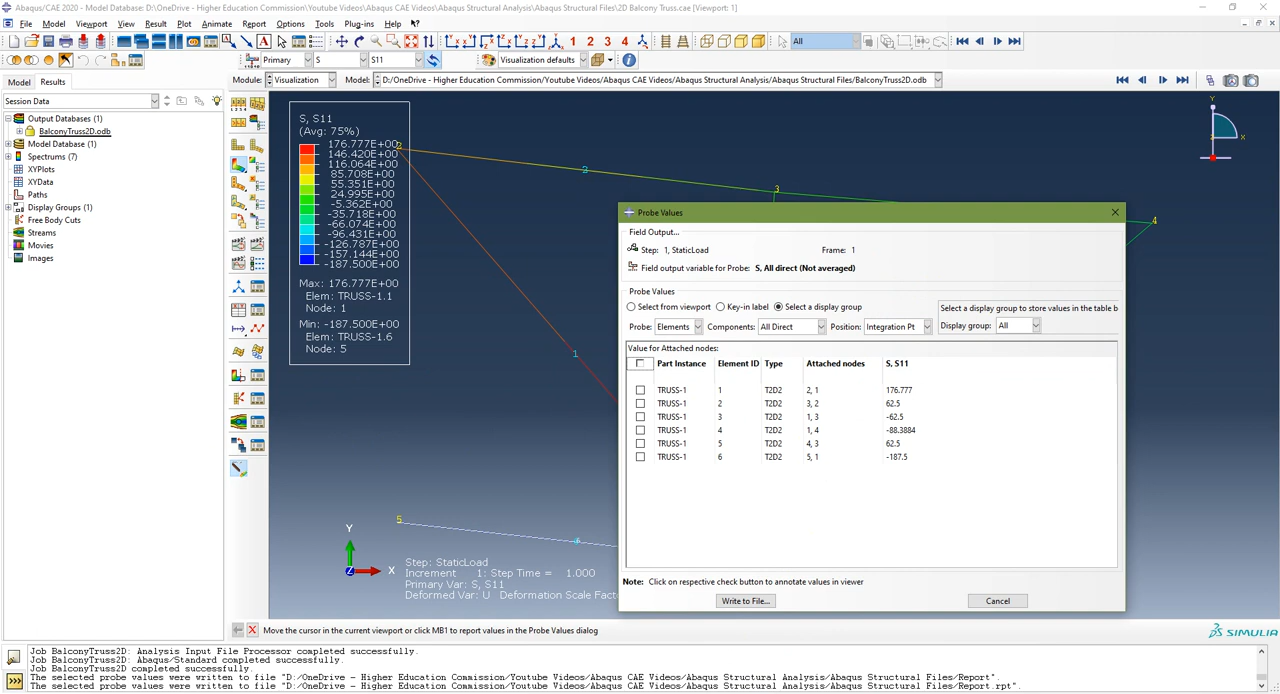 Abaqus/CAE 2020 - Model Database: D:\OneDrive - Higher Education Commission\Youtube Videos\Abaqus CAE Videos\Abaqus Structural Analysis\Abaqus Structural Files\2D Balcony Truss.cae [Viewport: 1]
File Model Viewport View Result Plot Animate Report Options Tools Plug-ins Help
1 2 3 4 All
Primary S S11 Visualization defaults
Model Results Module: Visualization Model: D:/OneDrive - Higher Education Commission/Youtube Videos/Abaqus CAE Videos/Abaqus Structural Analysis/Abaqus Structural Files/BalconyTruss2D.odb
Session Data
Output Databases (1)
BalconyTruss2D.odb
Model Database (1)
Spectrums (7)
XYPlots
XYData
Paths
Display Groups (1)
Free Body Cuts
Streams
Movies
Images
S, S11
(Avg: 75%)
176.777E+00
146.420E+00
116.064E+00
85.708E+00
55.351E+00
24.995E+00
-5.362E+00
-35.718E+00
-66.074E+00
-96.431E+00
-126.787E+00
-157.144E+00
-187.500E+00
Max: 176.777E+00
Elem: TRUSS-1.1
Node: 1
Min: -187.500E+00
Elem: TRUSS-1.6
Node: 5
2
2
3
4
1
5
Y
X
Z
Y
X
Step: StaticLoad
Increment 1: Step Time = 1.000
Primary Var: S, S11
Deformed Var: U Deformation Scale Fact
Probe Values
Field Output...
Step: 1, StaticLoad Frame: 1
Field output variable for Probe: S, All direct (Not averaged)
Probe Values
Select from viewport Key-in label Select a display group Select a display group to store values in the table b
Probe: Elements Components: All Direct Position: Integration Pt Display group: All
Value for Attached nodes:
Part Instance Element ID Type Attached nodes S, S11
TRUSS-1 1 T2D2 2, 1 176.777
TRUSS-1 2 T2D2 3, 2 62.5
TRUSS-1 3 T2D2 1, 3 -62.5
TRUSS-1 4 T2D2 1, 4 -88.3884
TRUSS-1 5 T2D2 4, 3 62.5
TRUSS-1 6 T2D2 5, 1 -187.5
Note: Click on respective check button to annotate values in viewer
Write to File... Cancel
Move the cursor in the current viewport or click MB1 to report values in the Probe Values dialog
SIMULIA
Job BalconyTruss2D: Analysis Input File Processor completed successfully.
Job BalconyTruss2D: Abaqus/Standard completed successfully.
Job BalconyTruss2D completed successfully.
The selected probe values were written to file "D:/OneDrive - Higher Education Commission/Youtube Videos/Abaqus CAE Videos/Abaqus Structural Analysis/Abaqus Structural Files/Report".
The selected probe values were written to file "D:/OneDrive - Higher Education Commission/Youtube Videos/Abaqus CAE Videos/Abaqus Structural Analysis/Abaqus Structural Files/Report.rpt".